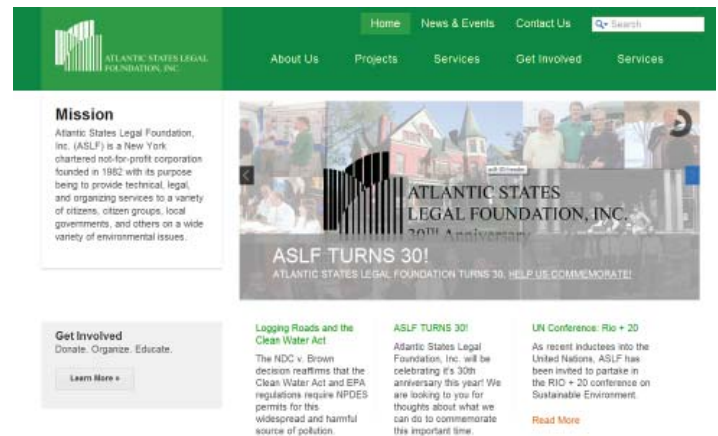 Home News & Events Contact Us Search
ATLANTIC STATES LEGAL
FOUNDATION, INC.
About Us Projects Services Get Involved Services
Mission
Atlantic States Legal Foundation,
Inc. (ASLF) is a New York
chartered not-for-profit corporation
founded in 1982 with its purpose
being to provide technical, legal,
and organizing services to a variety
of citizens, citizen groups, local
governments, and others on a wide
variety of environmental issues.
ATLANTIC STATES
LEGAL FOUNDATION, INC.
30TH Anniversary
ASLF TURNS 30!
ATLANTIC STATES LEGAL FOUNDATION TURNS 30. HELP US COMMEMORATE!
Get Involved
Donate. Organize. Educate.
Learn More »
Logging Roads and the
Clean Water Act
The NDC v. Brown
decision reaffirms that the
Clean Water Act and EPA
regulations require NPDES
permits for this
widespread and harmful
source of pollution.
ASLF TURNS 30!
Atlantic States Legal
Foundation, Inc. will be
celebrating it's 30th
anniversary this year! We
are looking to you for
thoughts about what we
can do to commemorate
this important time.
UN Conference: Rio + 20
As recent inductees into the
United Nations, ASLF has
been invited to partake in
the RIO + 20 conference on
Sustainable Environment.
Read More